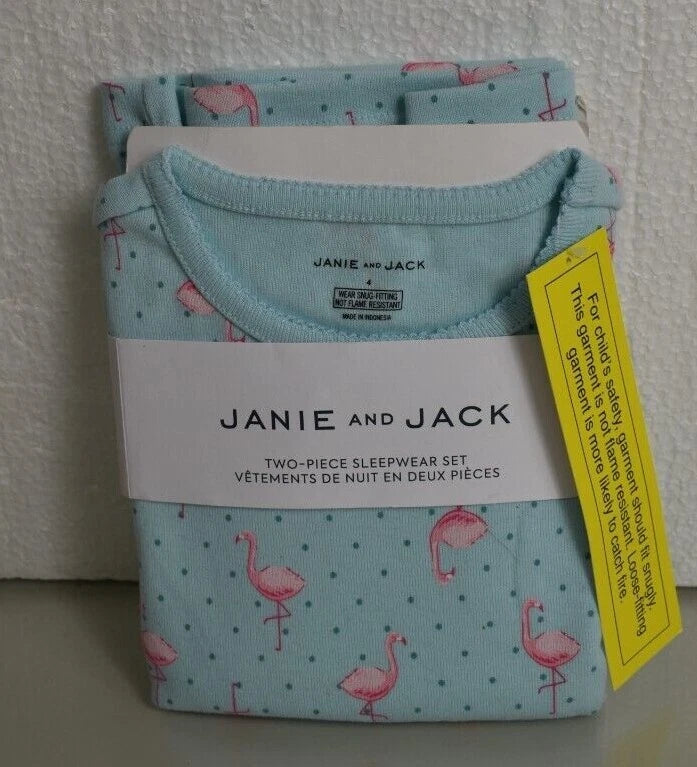 JANIE AND JACK
4
WEAR SNUG-FITTING
NOT FLAME RESISTANT
MADE IN INDONESIA
JANIE AND JACK
TWO-PIECE SLEEPWEAR SET
VÊTEMENTS DE NUIT EN DEUX PIÈCES
For child's safety, garment should fit snugly.
This garment is not flame resistant. Loose-fitting
garment is more likely to catch fire.